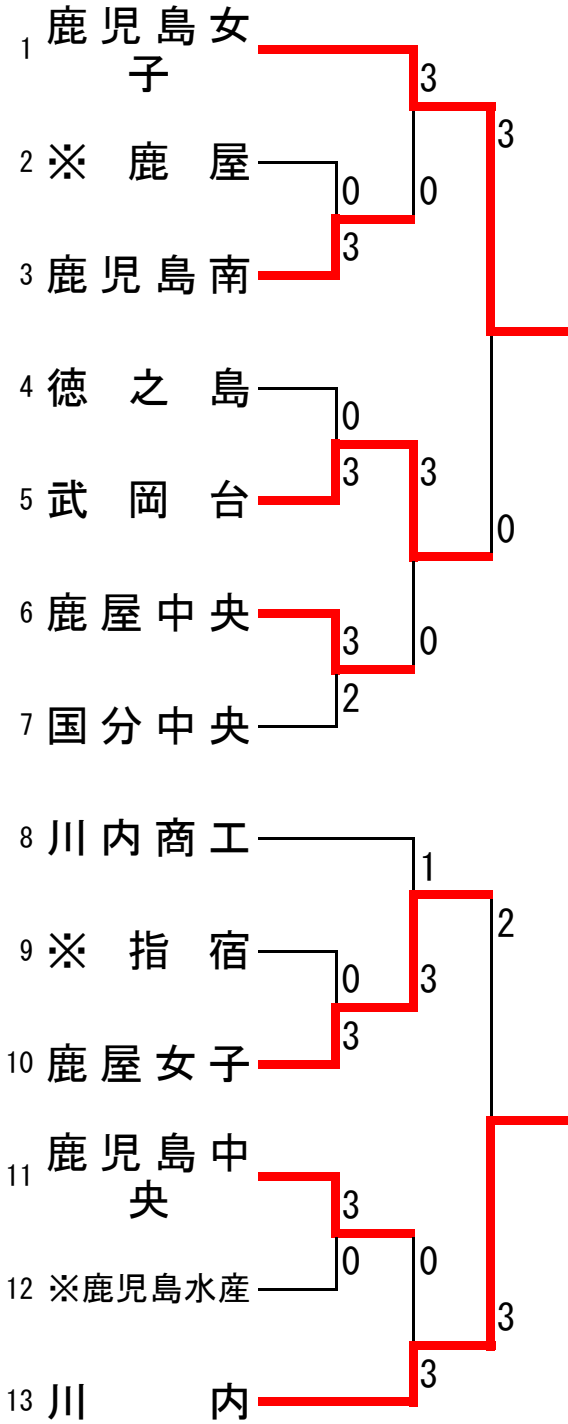 1 鹿児島女
子
3
3
2 ※ 鹿 屋
0
0
3
3 鹿児島南
4 徳 之 島
0
3
3
5 武 岡 台
0
6 鹿屋中央
3
0
2
7 国分中央
8 川内商工
1
2
9 ※ 指 宿
0
3
3
10 鹿屋女子
11 鹿児島中
央
3
0
0
12 ※鹿児島水産
3
3
13 川 内